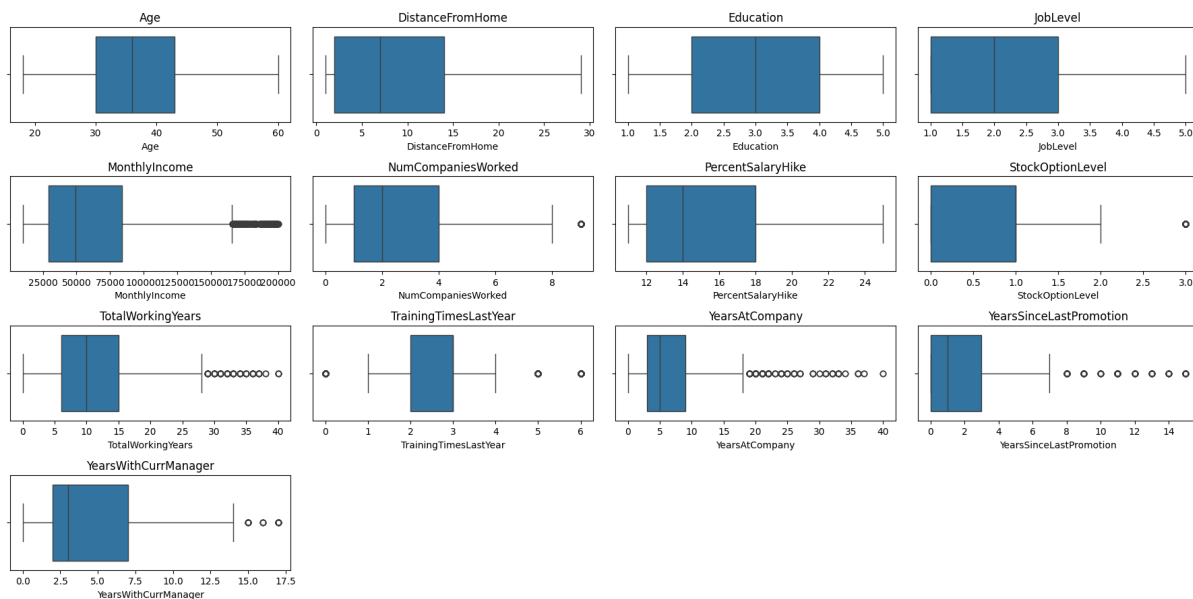 Age DistanceFromHome Education JobLevel
20 30 40 50 60 0 5 10 15 20 25 30 1.0 1.5 2.0 2.5 3.0 3.5 4.0 4.5 5.0 1.0 1.5 2.0 2.5 3.0 3.5 4.0 4.5 5.0
Age DistanceFromHome Education JobLevel
MonthlyIncome NumCompaniesWorked PercentSalaryHike StockOptionLevel
25000 50000 75000 100000 125000 150000 175000 200000 0 2 4 6 8 12 14 16 18 20 22 24 0.0 0.5 1.0 1.5 2.0 2.5 3.0
MonthlyIncome NumCompaniesWorked PercentSalaryHike StockOptionLevel
TotalWorkingYears TrainingTimesLastYear YearsAtCompany YearsSinceLastPromotion
0 5 10 15 20 25 30 35 40 0 1 2 3 4 5 6 0 5 10 15 20 25 30 35 40 0 2 4 6 8 10 12 14
TotalWorkingYears TrainingTimesLastYear YearsAtCompany YearsSinceLastPromotion
YearsWithCurrManager
0.0 2.5 5.0 7.5 10.0 12.5 15.0 17.5
YearsWithCurrManager